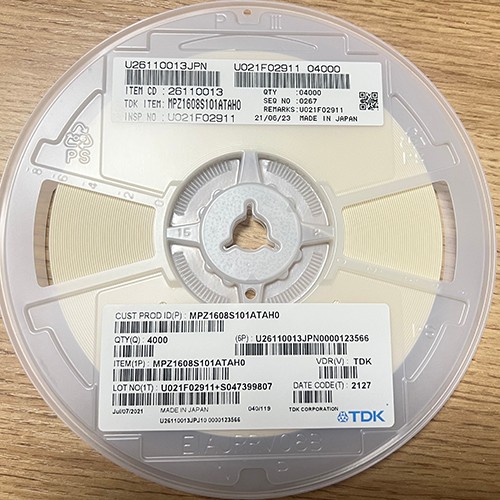 U26110013JPN U021F02911 04000
ITEM CD : 26110013 QTY :04000
TDK ITEM: MPZ1608S101ATAH0 SEQ NO :0267
REMARKS:U021F02911
INSP NO : U021F02911 21/06/23 MADE IN JAPAN
PS
15
CUST PROD ID(P) : MPZ1608S101ATAH0
QTY(Q) : 4000 (6P) : U26110013JPN0000123566
ITEM(1P) : MPZ1608S101ATAH0 VDR(V) : TDK
LOT NO(1T) : U021F02911+S047399807 DATE CODE(T) : 2127
Jul/07/2021 MADE IN JAPAN 040/119 TDK CORPORATION
U26110013JPJ10 0000123566
TDK